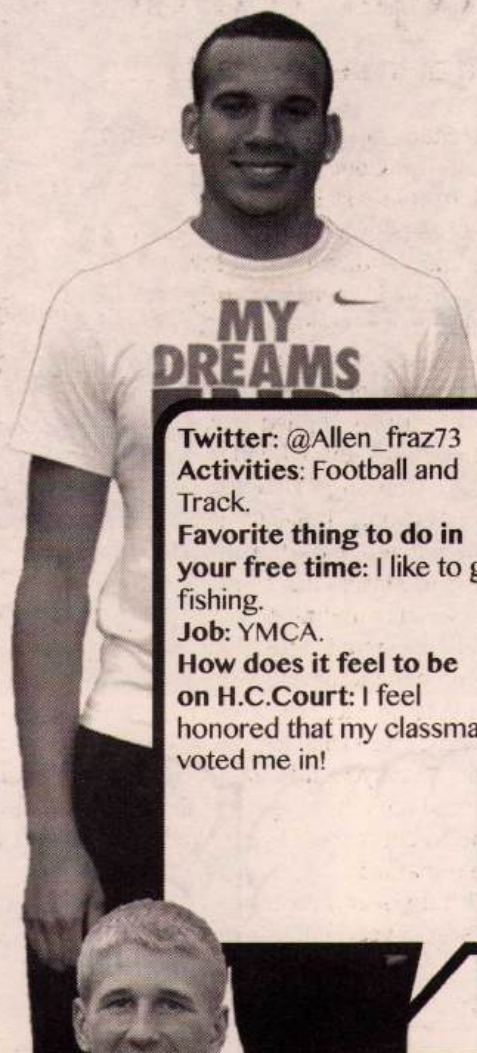 MY
DREAMS
Twitter: @Allen_fraz73
Activities: Football and
Track.
Favorite thing to do in
your free time: I like to
fishing.
Job: YMCA.
How does it feel to be
on H.C.Court: I feel
honored that my
voted me in!